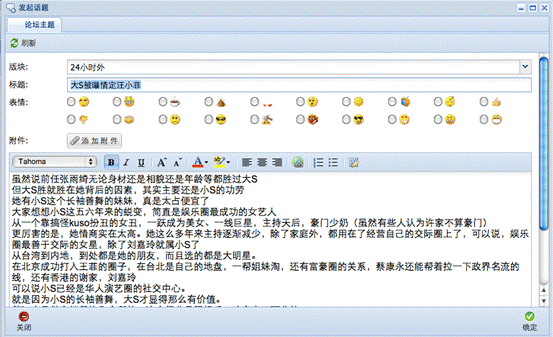 发起话题
论坛主题
刷新
版块: 24小时外
标题: 大S被曝情定汪小菲
表情:
附件: 添加附件
Tahoma B I U A A A
虽然说前任张雨绮无论身材还是相貌还是年龄等都胜过大S
但大S胜就胜在她背后的因素，其实主要还是小S的功劳
她有小S这个长袖善舞的妹妹，真是太占便宜了
大家想想小S这五六年来的蜕变，简直是娱乐圈最成功的女艺人
从一个靠搞怪kuso扮丑的女丑，一跃成为美女、一线巨星，主持天后，豪门少奶（虽然有些人认为许家不算豪门）
更厉害的是，她情商实在太高。她这么多年来主持逐渐减少，除了家庭外，都用在了经营自己的交际圈上了，可以说，娱乐
圈最善于交际的女星，除了刘嘉玲就属小S了
从台湾到内地，到处都是她的朋友，而且选的都是大明星。
在北京成功打入王菲的圈子，在台北是自己的地盘，一帮姐妹淘，还有富豪圈的关系，蔡康永还能帮着拉一下政界名流的
线，还有香港的谢家，刘嘉玲
可以说小S已经是华人演艺圈的社交中心。
就是因为小S的长袖善舞，大S才显得那么有价值。
关闭
确定